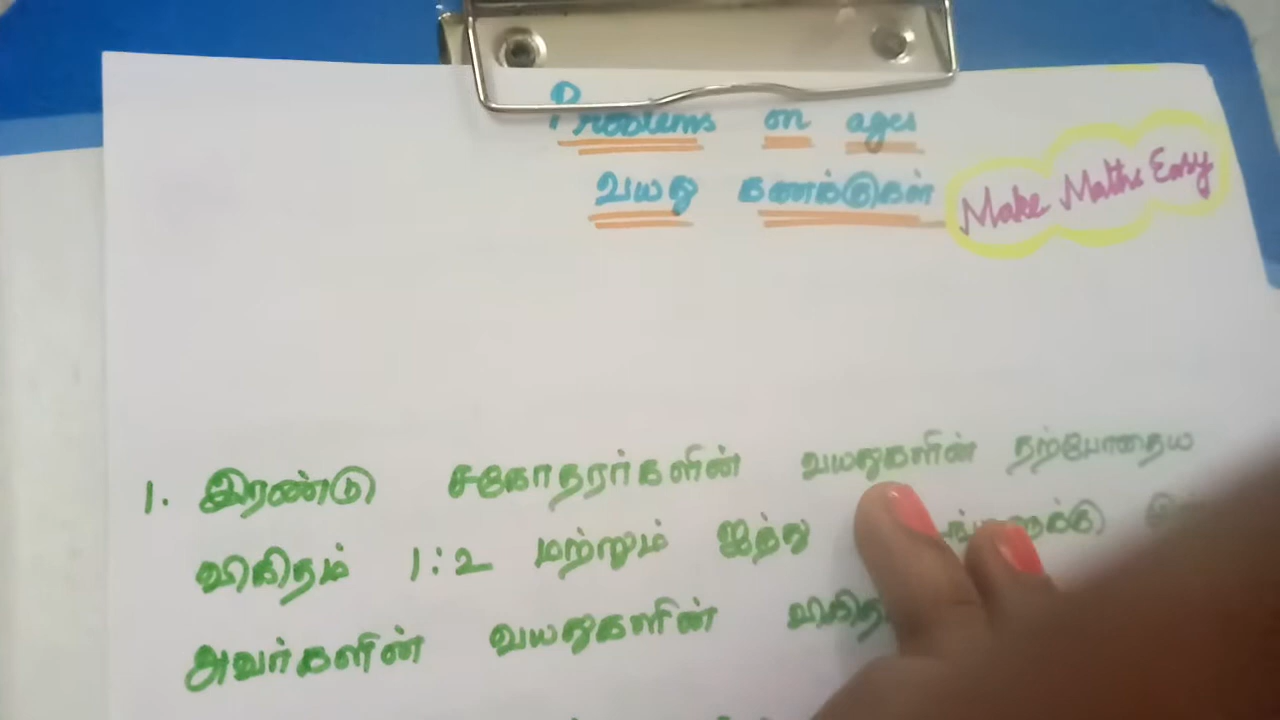 Problems on ages
வயது கணக்குகள்
Make Maths Easy
1. இரண்டு சகோதரர்களின் வயதுகளின் தற்போதைய
விகிதம் 1:2 மற்றும் ஐந்து
அவர்களின் வயதுகளின்